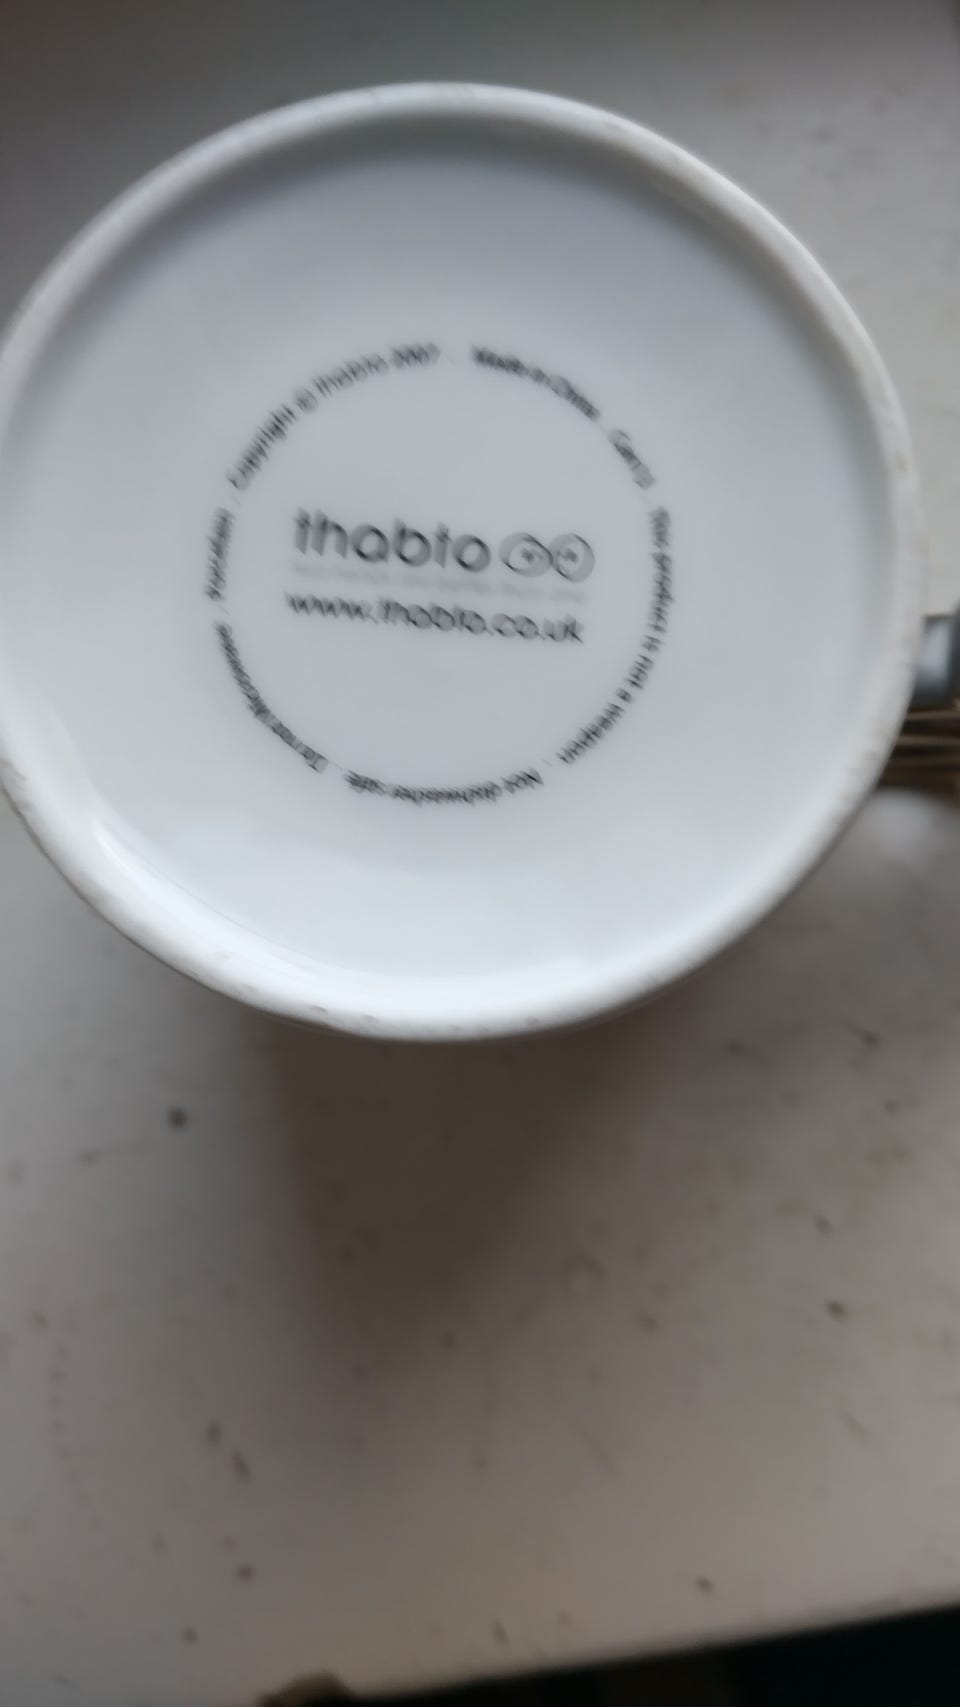 thabto
www.thabto.co.uk
Copyright © thabto 2007 . Made in China . . This product is not a weapon . Not dishwasher safe . Do not microwave .